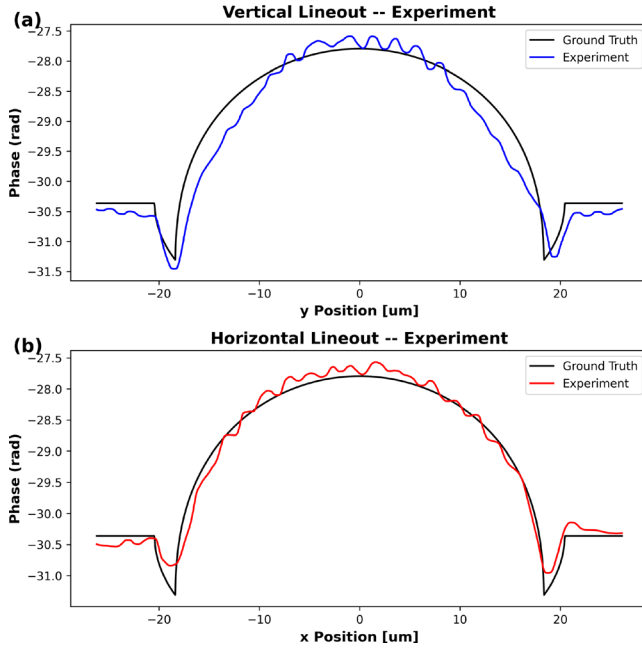 (a)
Vertical Lineout -- Experiment
Phase (rad)
−27.5
−28.0
−28.5
−29.0
−29.5
−30.0
−30.5
−31.0
−31.5
Ground Truth
Experiment
−20
−10
0
10
20
y Position [um]
(b)
Horizontal Lineout -- Experiment
Phase (rad)
−27.5
−28.0
−28.5
−29.0
−29.5
−30.0
−30.5
−31.0
Ground Truth
Experiment
−20
−10
0
10
20
x Position [um]